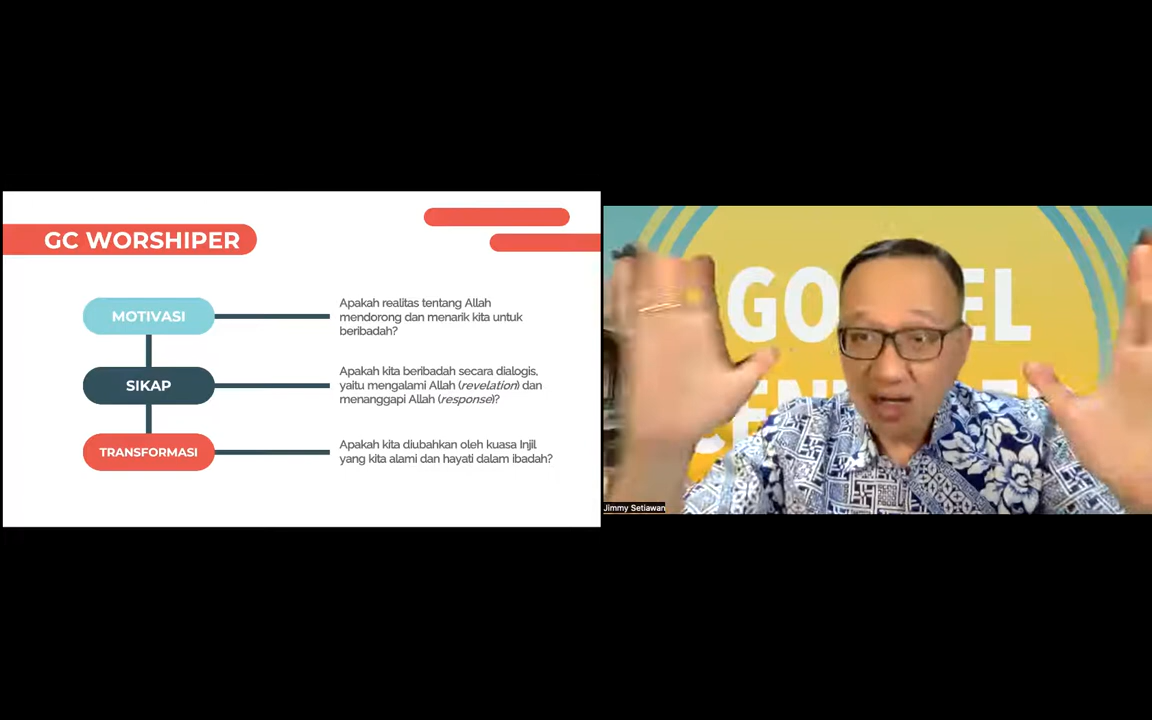 GC WORSHIPER
MOTIVASI
Apakah realitas tentang Allah
mendorong dan menarik kita untuk
beribadah?
SIKAP
Apakah kita beribadah secara dialogis,
yaitu mengalami Allah (revelation) dan
menanggapi Allah (response)?
TRANSFORMASI
Apakah kita diubahkan oleh kuasa Injil
yang kita alami dan hayati dalam ibadah?
Jimmy Setiawan